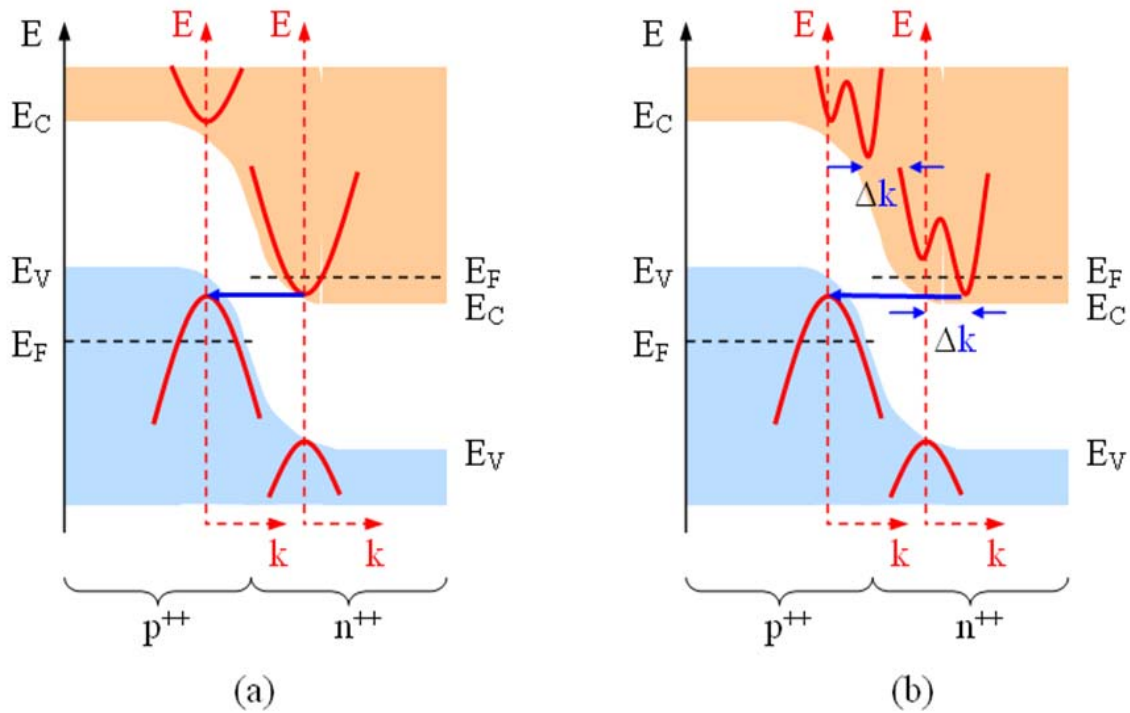 E
E E
E_C
E_V
E_F
E_F
E_C
E_V
k k
p⁺⁺ n⁺⁺
(a)
E
E E
E_C
Δk
E_V
E_F
E_F
E_C
Δk
E_V
k k
p⁺⁺ n⁺⁺
(b)